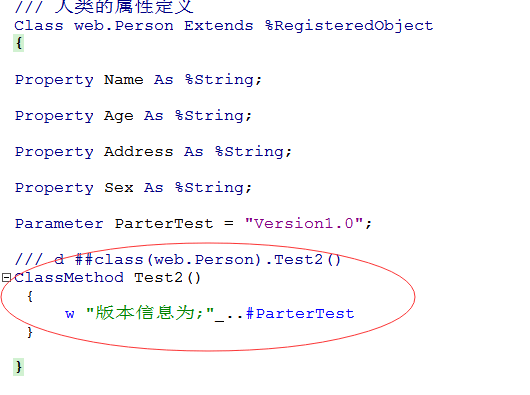 /// 人类的属性定义
Class web.Person Extends %RegisteredObject
{
Property Name As %String;
Property Age As %String;
Property Address As %String;
Property Sex As %String;
Parameter ParterTest = "Version1.0";
/// d ##class(web.Person).Test2()
ClassMethod Test2()
{
w "版本信息为;"_..#ParterTest
}
}